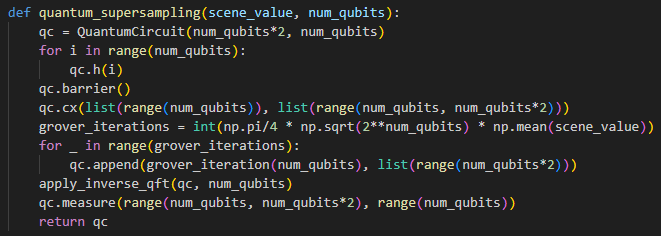 def quantum_supersampling(scene_value, num_qubits):
    qc = QuantumCircuit(num_qubits*2, num_qubits)
    for i in range(num_qubits):
        qc.h(i)
    qc.barrier()
    qc.cx(list(range(num_qubits)), list(range(num_qubits, num_qubits*2)))
    grover_iterations = int(np.pi/4 * np.sqrt(2**num_qubits) * np.mean(scene_value))
    for _ in range(grover_iterations):
        qc.append(grover_iteration(num_qubits), list(range(num_qubits*2)))
    apply_inverse_qft(qc, num_qubits)
    qc.measure(range(num_qubits, num_qubits*2), range(num_qubits))
    return qc